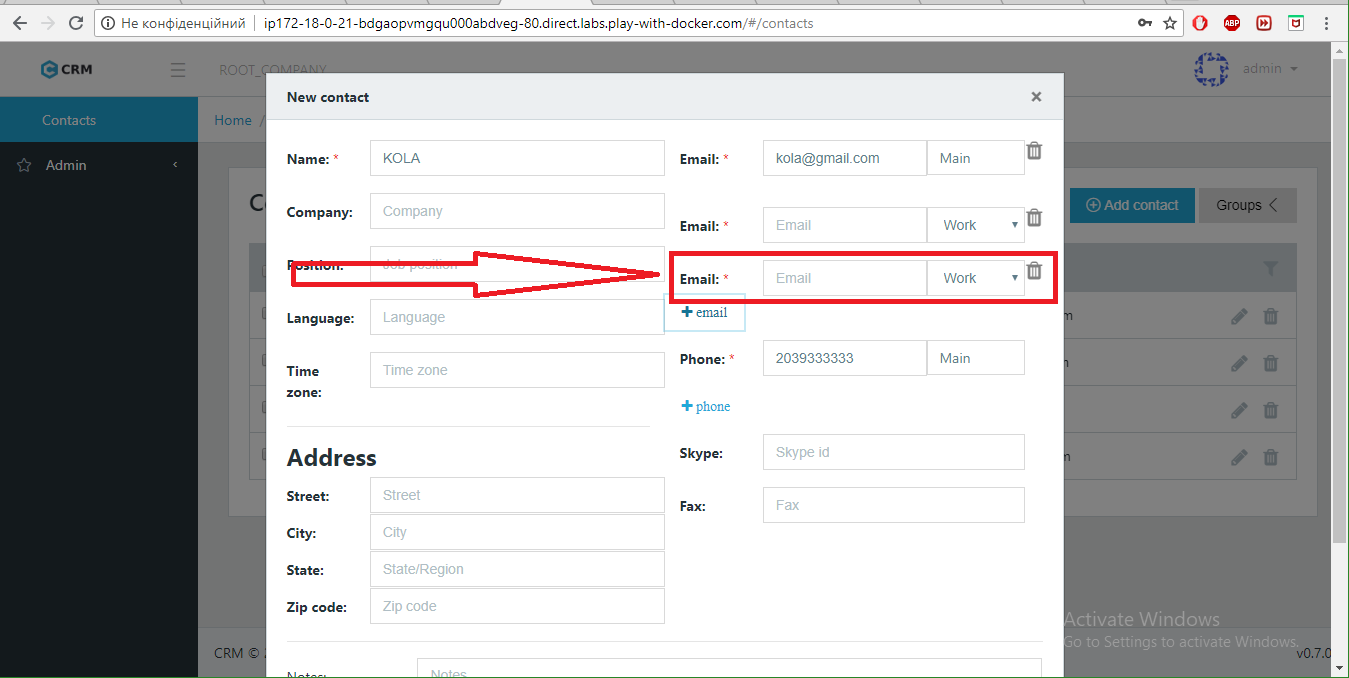 Не конфіденційний
ip172-18-0-21-bdgaopvmgqu000abdveg-80.direct.labs.play-with-docker.com/#/contacts
ABP
CRM
ROOT_COMPANY
admin
Contacts
Home /
Admin
New contact ×
Name: * KOLA
Email: * kola@gmail.com Main
Company: Company
Add contact
Groups
Email: * Email Work
Position: Job position
Email: * Email Work
+ email
Language: Language
Phone: * 2039333333 Main
Time zone: Time zone
+ phone
Address
Skype: Skype id
Street: Street
Fax: Fax
City: City
State: State/Region
Zip code: Zip code
Activate Windows
Go to Settings to activate Windows.
CRM ©
v0.7.0
Notes: Notes